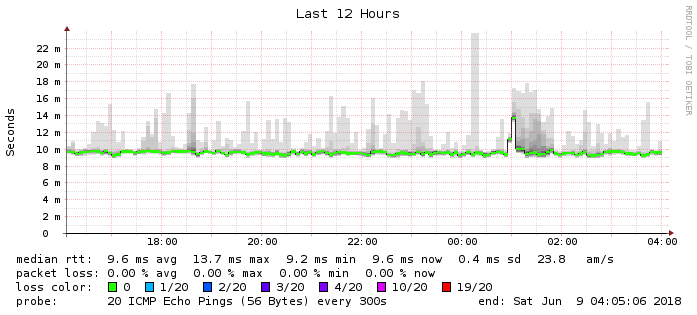 Last 12 Hours
RRDTOOL / TOBI OETIKER
Seconds
22 m
20 m
18 m
16 m
14 m
12 m
10 m
8 m
6 m
4 m
2 m
0
18:00 20:00 22:00 00:00 02:00 04:00
median rtt: 9.6 ms avg 13.7 ms max 9.2 ms min 9.6 ms now 0.4 ms sd 23.8 am/s
packet loss: 0.00 % avg 0.00 % max 0.00 % min 0.00 % now
loss color: 0 1/20 2/20 3/20 4/20 10/20 19/20
probe: 20 ICMP Echo Pings (56 Bytes) every 300s end: Sat Jun 9 04:05:06 2018